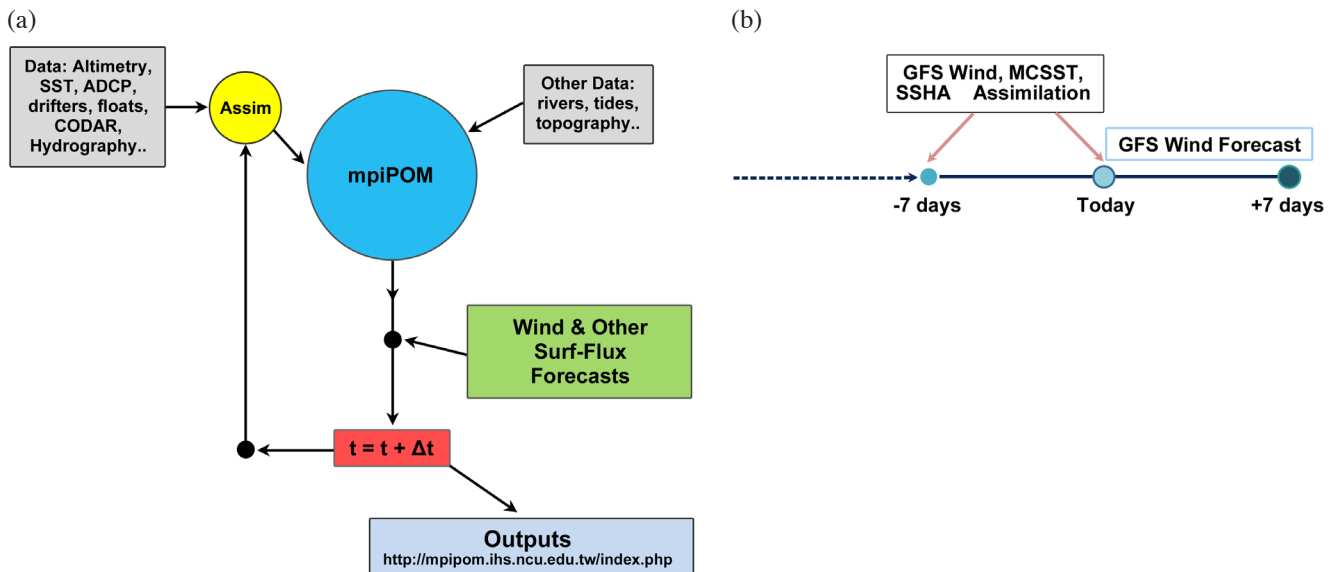 (a)
Data: Altimetry,
SST, ADCP,
drifters, floats,
CODAR,
Hydrography..
Assim
mpiPOM
Other Data:
rivers, tides,
topography..
Wind & Other
Surf-Flux
Forecasts
t = t + Δt
Outputs
http://mpipom.ihs.ncu.edu.tw/index.php
(b)
GFS Wind, MCSST,
SSHA Assimilation
GFS Wind Forecast
-7 days
Today
+7 days